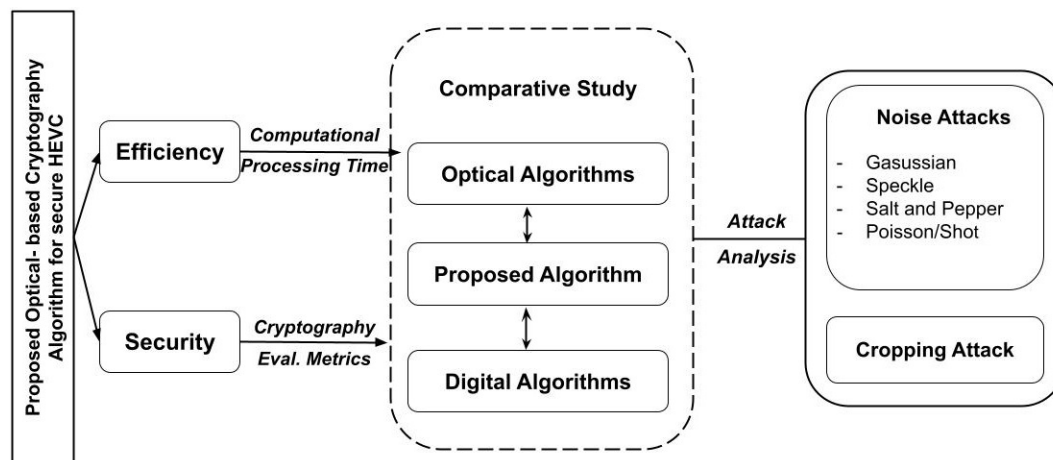 Proposed Optical- based Cryptography
Algorithm for secure HEVC
Efficiency
Security
Computational
Processing Time
Cryptography
Eval. Metrics
Comparative Study
Optical Algorithms
Proposed Algorithm
Digital Algorithms
Attack
Analysis
Noise Attacks
- Gasussian
- Speckle
- Salt and Pepper
- Poisson/Shot
Cropping Attack